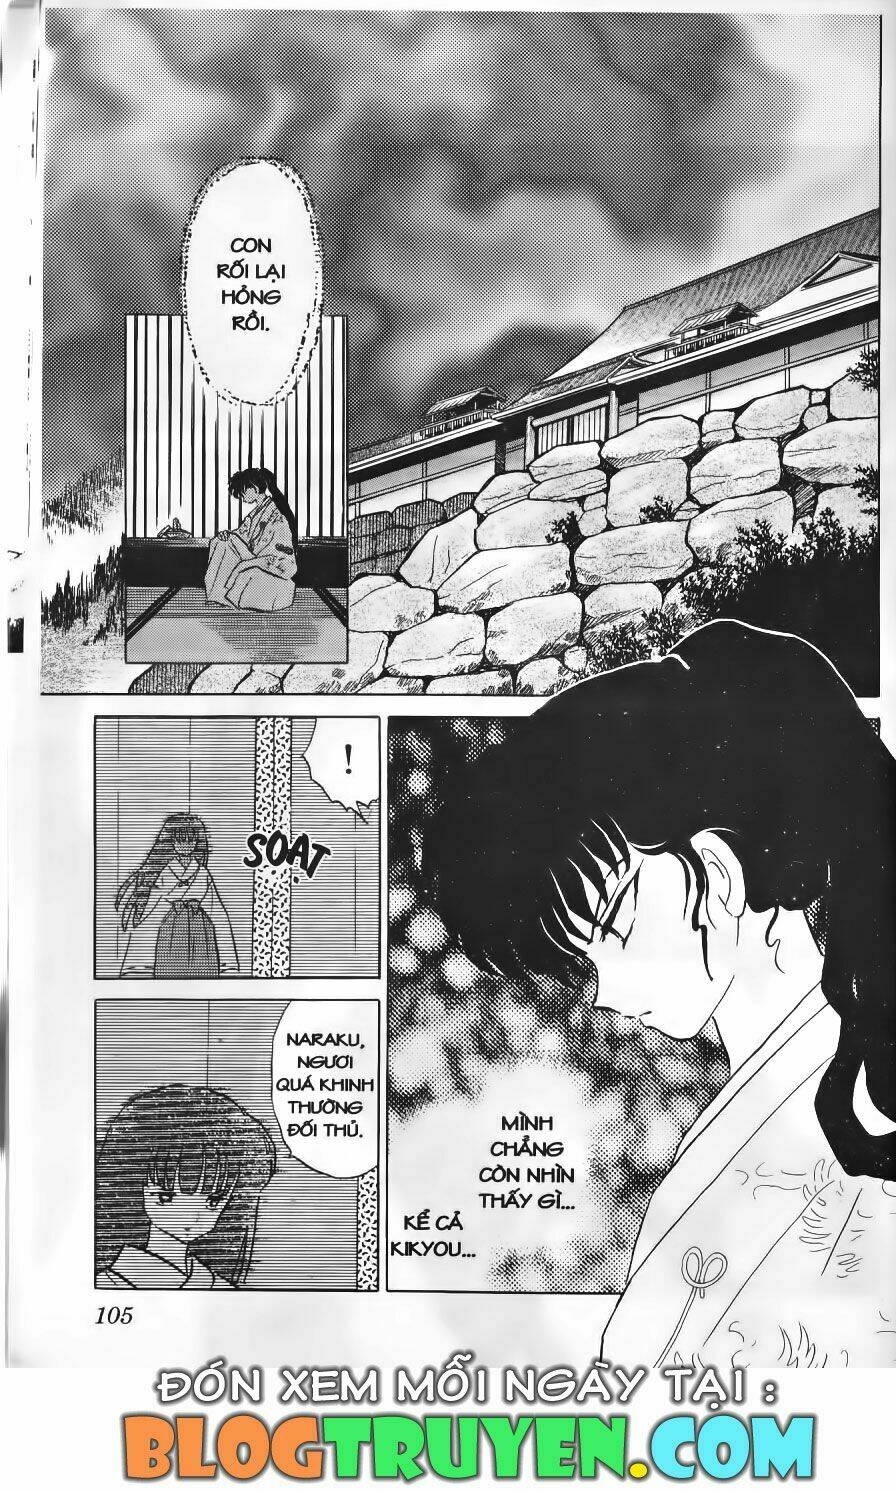 CON
RỐI LẠI
HỎNG
RỒI.
!
SOẠT
MÌNH
CHẲNG
CÒN NHÌN
THẤY GÌ...
KỂ CẢ
KIKYOU...
NARAKU,
NGƯƠI
QUÁ KHINH
THƯỜNG
ĐỐI THỦ.
105
ĐÓN XEM MỖI NGÀY TẠI :
BLOGTRUYEN.COM